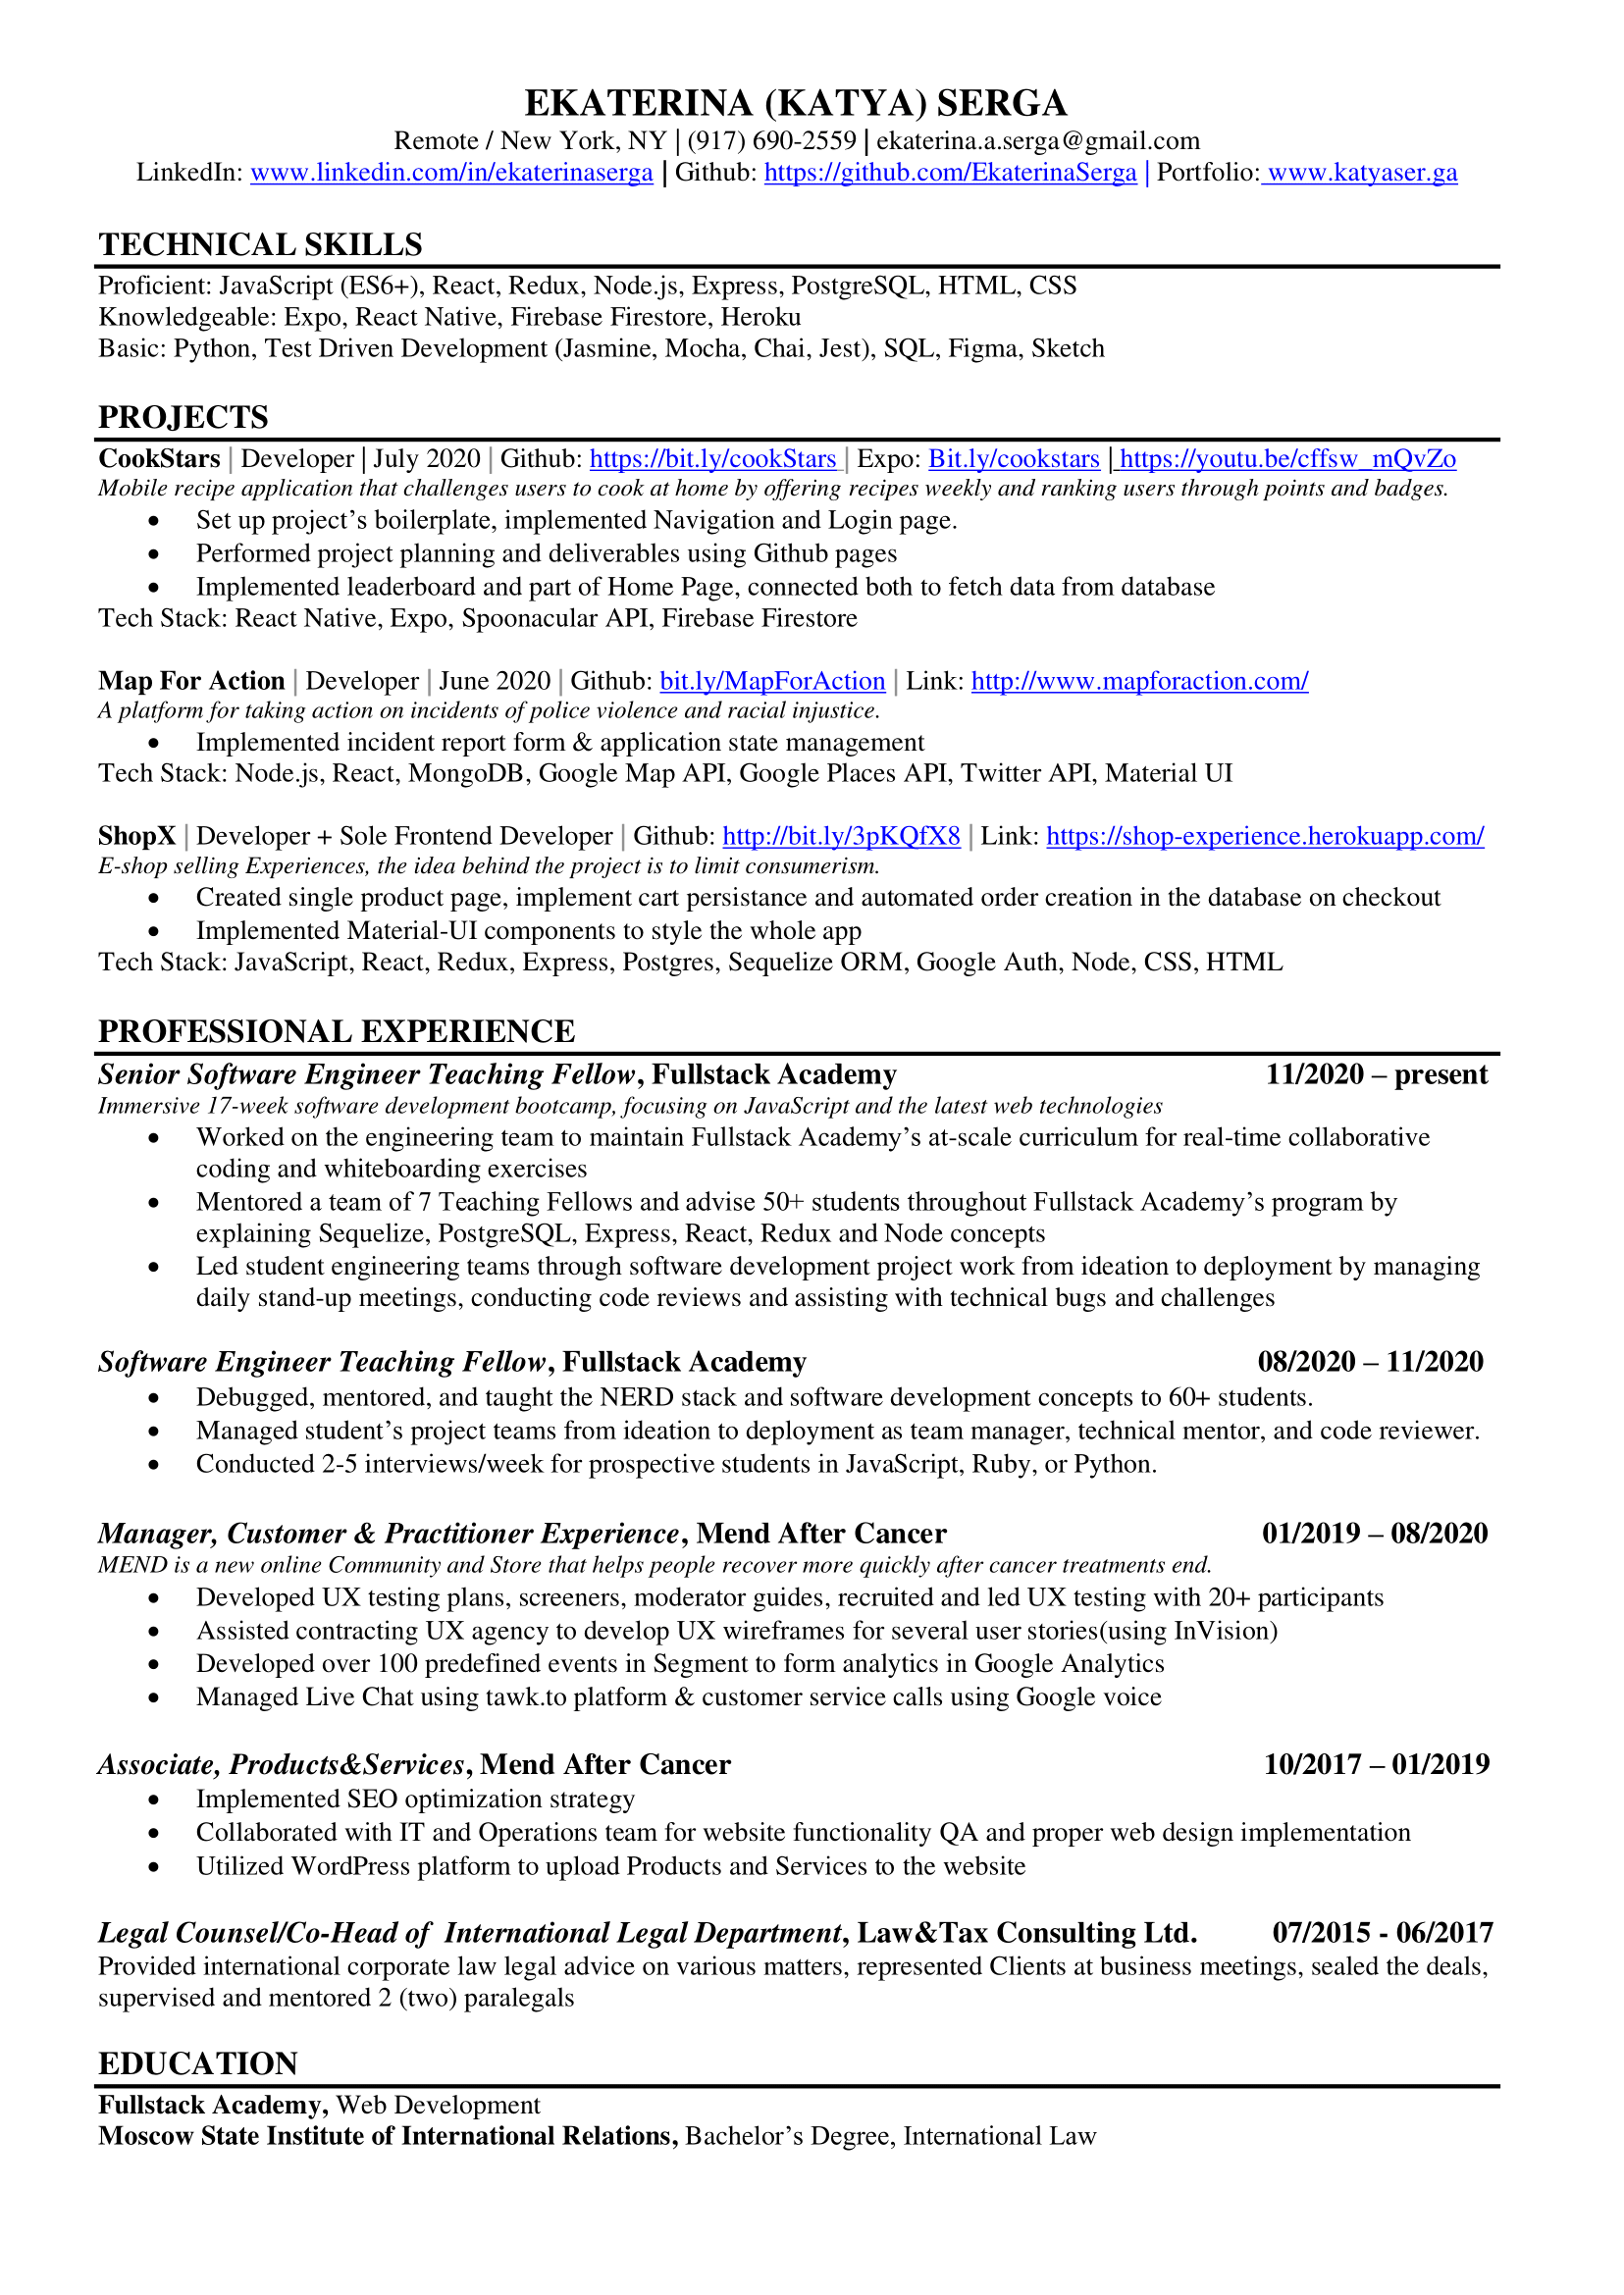 EKATERINA (KATYA) SERGA
Remote / New York, NY | (917) 690-2559 | ekaterina.a.serga@gmail.com
LinkedIn: www.linkedin.com/in/ekaterinaserga | Github: https://github.com/EkaterinaSerga | Portfolio: www.katyaser.ga
TECHNICAL SKILLS
Proficient: JavaScript (ES6+), React, Redux, Node.js, Express, PostgreSQL, HTML, CSS
Knowledgeable: Expo, React Native, Firebase Firestore, Heroku
Basic: Python, Test Driven Development (Jasmine, Mocha, Chai, Jest), SQL, Figma, Sketch
PROJECTS
CookStars | Developer | July 2020 | Github: https://bit.ly/cookStars | Expo: Bit.ly/cookstars | https://youtu.be/cffsw_mQvZo
Mobile recipe application that challenges users to cook at home by offering recipes weekly and ranking users through points and badges.
• Set up project’s boilerplate, implemented Navigation and Login page.
• Performed project planning and deliverables using Github pages
• Implemented leaderboard and part of Home Page, connected both to fetch data from database
Tech Stack: React Native, Expo, Spoonacular API, Firebase Firestore
Map For Action | Developer | June 2020 | Github: bit.ly/MapForAction | Link: http://www.mapforaction.com/
A platform for taking action on incidents of police violence and racial injustice.
• Implemented incident report form & application state management
Tech Stack: Node.js, React, MongoDB, Google Map API, Google Places API, Twitter API, Material UI
ShopX | Developer + Sole Frontend Developer | Github: http://bit.ly/3pKQfX8 | Link: https://shop-experience.herokuapp.com/
E-shop selling Experiences, the idea behind the project is to limit consumerism.
• Created single product page, implement cart persistance and automated order creation in the database on checkout
• Implemented Material-UI components to style the whole app
Tech Stack: JavaScript, React, Redux, Express, Postgres, Sequelize ORM, Google Auth, Node, CSS, HTML
PROFESSIONAL EXPERIENCE
Senior Software Engineer Teaching Fellow, Fullstack Academy 11/2020 – present
Immersive 17-week software development bootcamp, focusing on JavaScript and the latest web technologies
• Worked on the engineering team to maintain Fullstack Academy’s at-scale curriculum for real-time collaborative
coding and whiteboarding exercises
• Mentored a team of 7 Teaching Fellows and advise 50+ students throughout Fullstack Academy’s program by
explaining Sequelize, PostgreSQL, Express, React, Redux and Node concepts
• Led student engineering teams through software development project work from ideation to deployment by managing
daily stand-up meetings, conducting code reviews and assisting with technical bugs and challenges
Software Engineer Teaching Fellow, Fullstack Academy 08/2020 – 11/2020
• Debugged, mentored, and taught the NERD stack and software development concepts to 60+ students.
• Managed student’s project teams from ideation to deployment as team manager, technical mentor, and code reviewer.
• Conducted 2-5 interviews/week for prospective students in JavaScript, Ruby, or Python.
Manager, Customer & Practitioner Experience, Mend After Cancer 01/2019 – 08/2020
MEND is a new online Community and Store that helps people recover more quickly after cancer treatments end.
• Developed UX testing plans, screeners, moderator guides, recruited and led UX testing with 20+ participants
• Assisted contracting UX agency to develop UX wireframes for several user stories(using InVision)
• Developed over 100 predefined events in Segment to form analytics in Google Analytics
• Managed Live Chat using tawk.to platform & customer service calls using Google voice
Associate, Products&Services, Mend After Cancer 10/2017 – 01/2019
• Implemented SEO optimization strategy
• Collaborated with IT and Operations team for website functionality QA and proper web design implementation
• Utilized WordPress platform to upload Products and Services to the website
Legal Counsel/Co-Head of International Legal Department, Law&Tax Consulting Ltd. 07/2015 - 06/2017
Provided international corporate law legal advice on various matters, represented Clients at business meetings, sealed the deals,
supervised and mentored 2 (two) paralegals
EDUCATION
Fullstack Academy, Web Development
Moscow State Institute of International Relations, Bachelor’s Degree, International Law